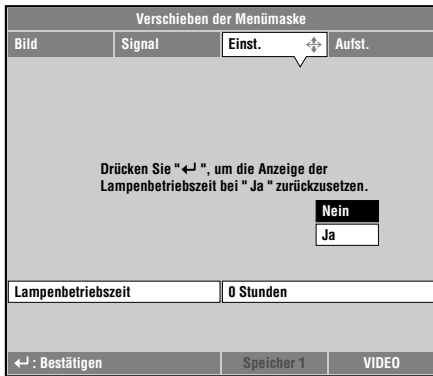 Verschieben der Menümaske
Bild Signal Einst. Aufst.
Drücken Sie "↵ ", um die Anzeige der
Lampenbetriebszeit bei " Ja " zurückzusetzen.
Nein
Ja
Lampenbetriebszeit 0 Stunden
↵ : Bestätigen Speicher 1 VIDEO